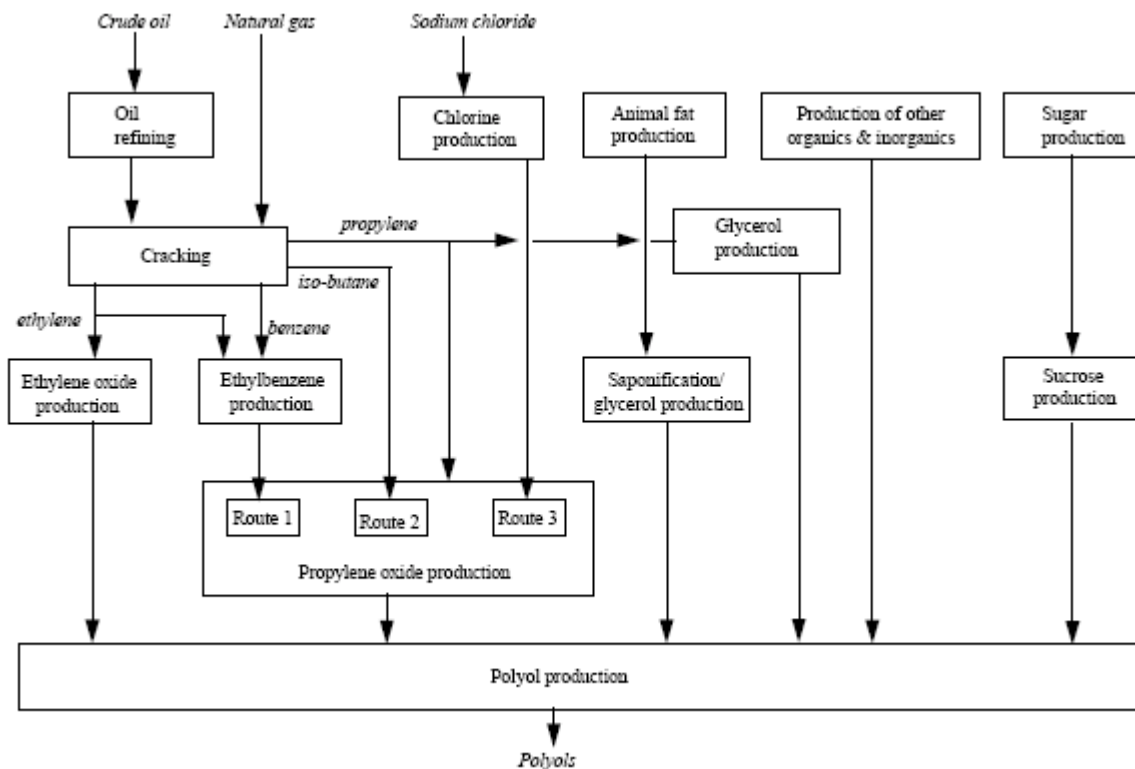 Crude oil
Natural gas
Sodium chloride
Oil
refining
Chlorine
production
Animal fat
production
Production of other
organics & inorganics
Sugar
production
propylene
Glycerol
production
Cracking
iso-butane
ethylene
benzene
Ethylene oxide
production
Ethylbenzene
production
Saponification/
glycerol production
Sucrose
production
Route 1
Route 2
Route 3
Propylene oxide production
Polyol production
Polyols